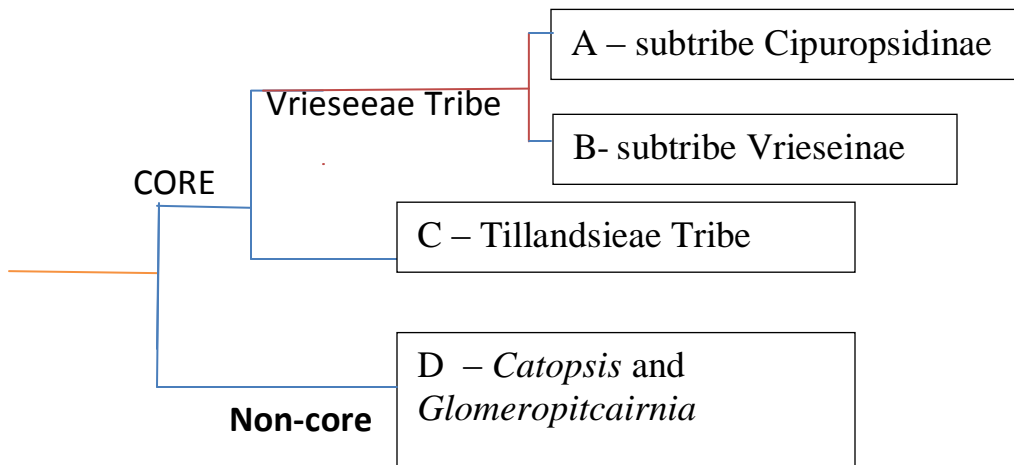 A – subtribe Cipuropsidinae
Vrieseeae Tribe
B- subtribe Vrieseinae
CORE
C – Tillandsieae Tribe
D – Catopsis and
Glomeropitcairnia
Non-core